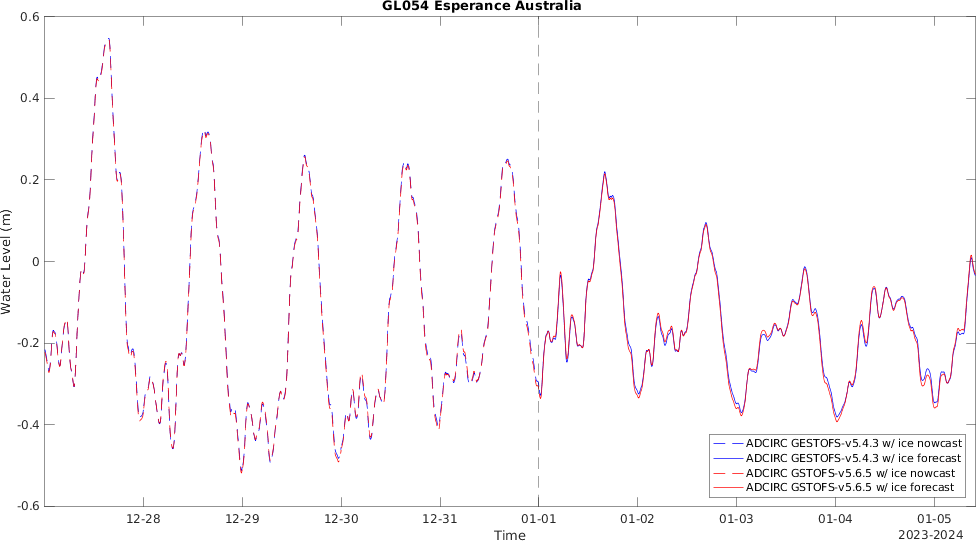 GL054 Esperance Australia
0.6
0.4
0.2
0
-0.2
-0.4
-0.6
Water Level (m)
ADCIRC GESTOFS-v5.4.3 w/ ice nowcast
ADCIRC GESTOFS-v5.4.3 w/ ice forecast
ADCIRC GSTOFS-v5.6.5 w/ ice nowcast
ADCIRC GSTOFS-v5.6.5 w/ ice forecast
12-28 12-29 12-30 12-31 01-01 01-02 01-03 01-04 01-05
Time
2023-2024